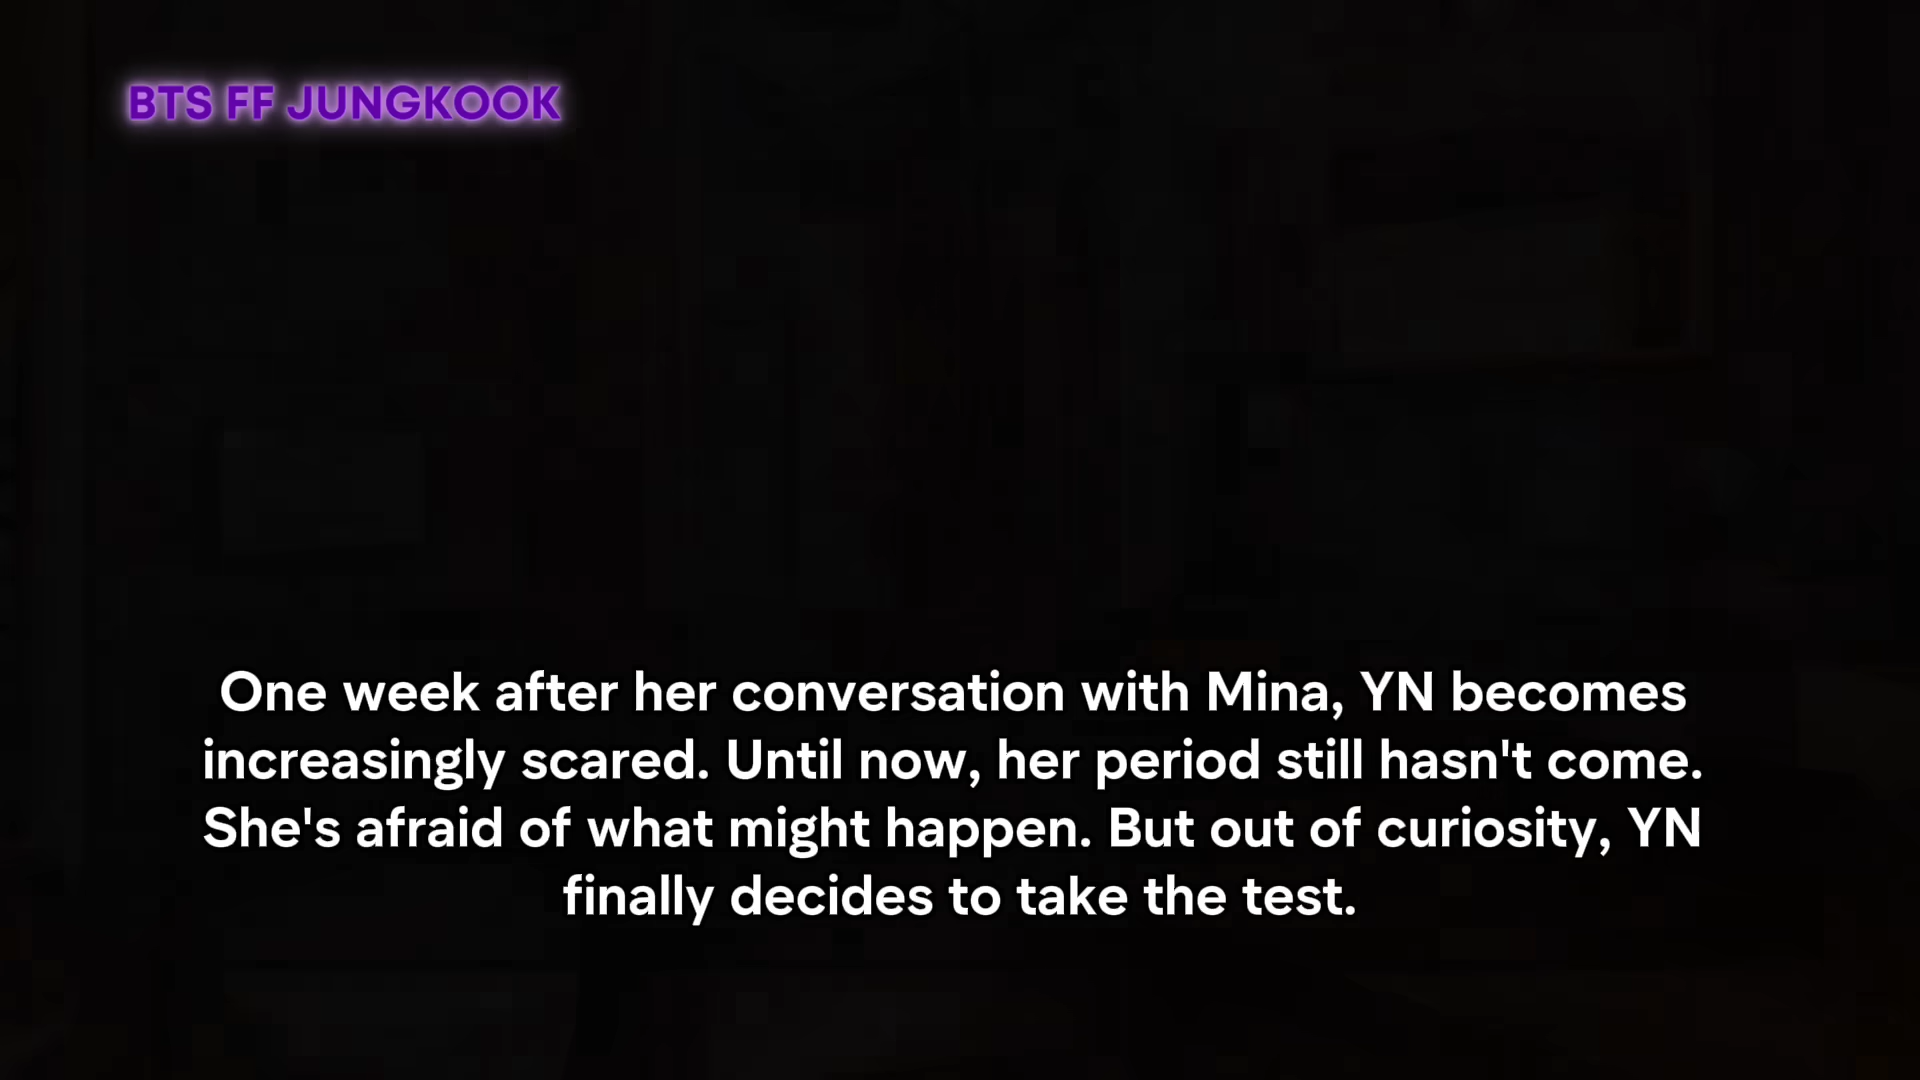 BTS FF JUNGKOOK
One week after her conversation with Mina, YN becomes
increasingly scared. Until now, her period still hasn't come.
She's afraid of what might happen. But out of curiosity, YN
finally decides to take the test.